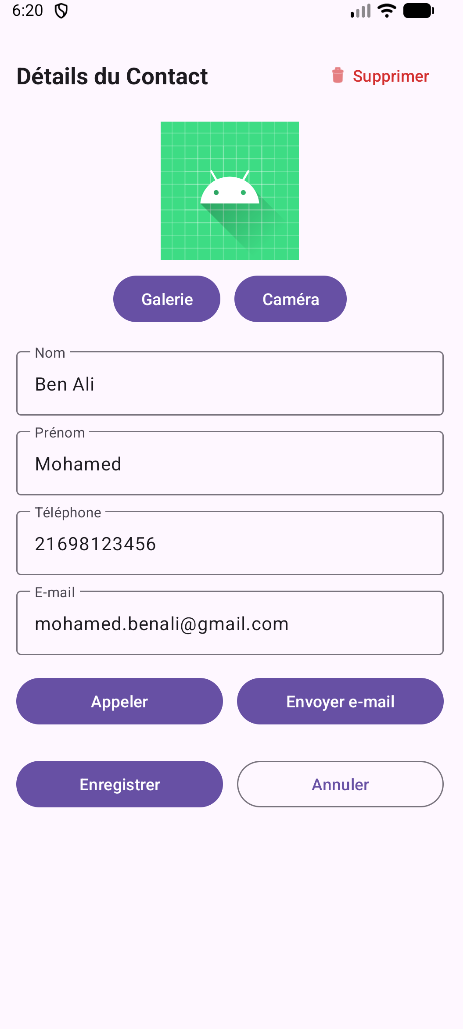 6:20
Détails du Contact
Supprimer
Galerie
Caméra
Nom
Ben Ali
Prénom
Mohamed
Téléphone
21698123456
E-mail
mohamed.benali@gmail.com
Appeler
Envoyer e-mail
Enregistrer
Annuler